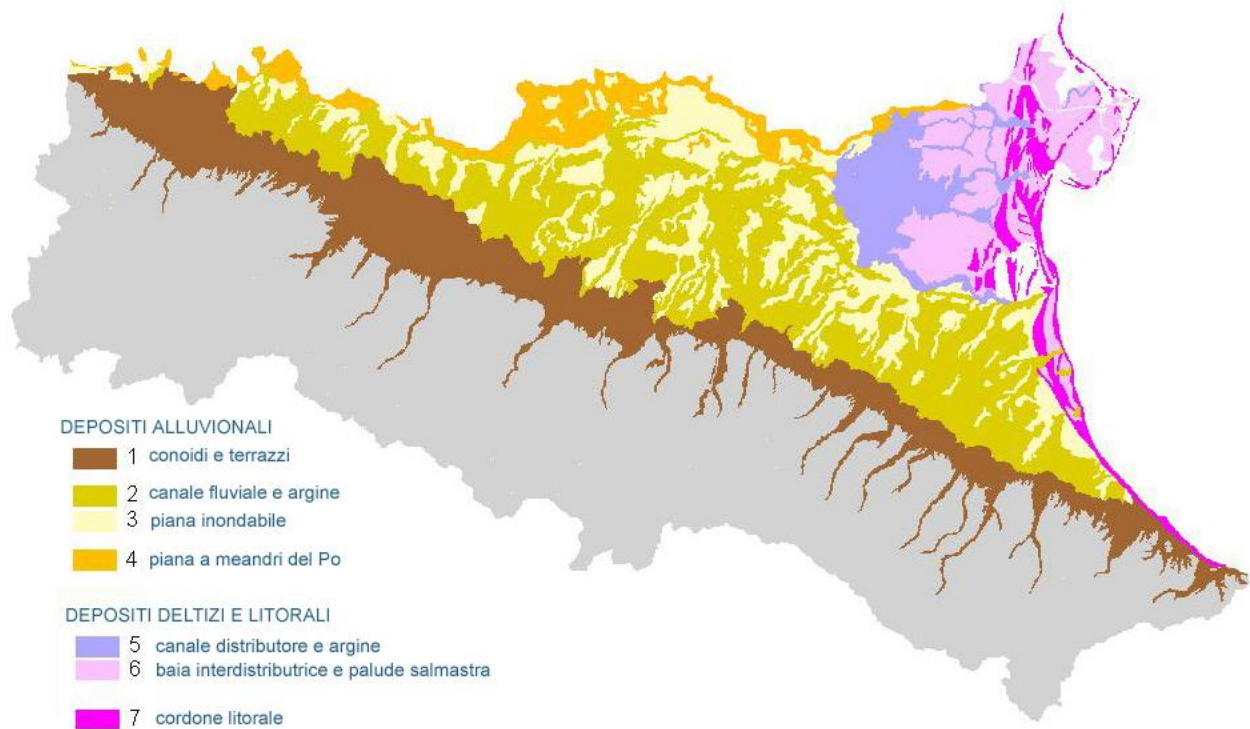 DEPOSITI ALLUVIONALI
1 conoidi e terrazzi
2 canale fluviale e argine
3 piana inondabile
4 piana a meandri del Po
DEPOSITI DELTIZI E LITORALI
5 canale distributore e argine
6 baia interdistributrice e palude salmastra
7 cordone litorale